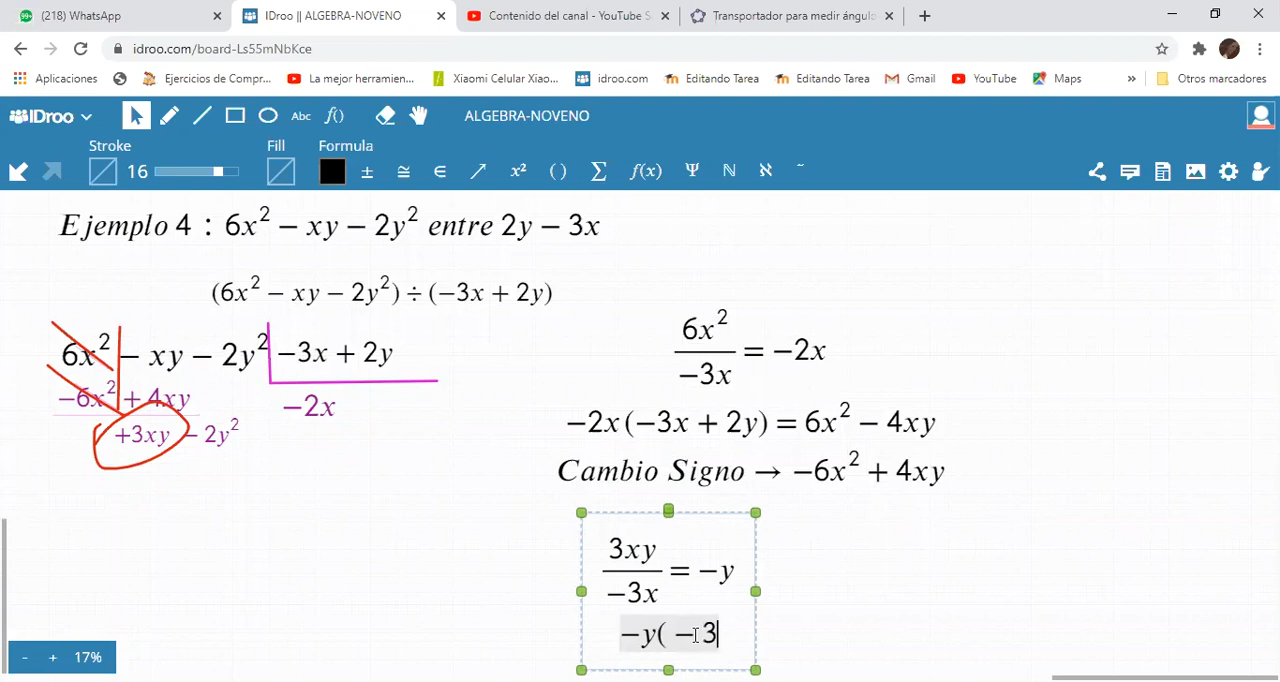 (218) WhatsApp
IDroo || ALGEBRA-NOVENO
Contenido del canal - YouTube S
Transportador para medir ángulo
idroo.com/board-Ls55mNbKce
Aplicaciones
Ejercicios de Compr...
La mejor herramien...
Xiaomi Celular Xiao...
idroo.com
Editando Tarea
Editando Tarea
Gmail
YouTube
Maps
»
Otros marcadores
IDroo
Abc
f()
ALGEBRA-NOVENO
Stroke
Fill
Formula
16
± ≅ ∈ x² ( ) ∑ f(x) Ψ ℕ ℵ ~
Ejemplo 4 : 6x² − xy − 2y² entre 2y − 3x
(6x² − xy − 2y²) ÷ (−3x + 2y)
6x² − xy − 2y² −3x + 2y
−6x² + 4xy −2x
+3xy − 2y²
6x²/−3x = −2x
−2x(−3x + 2y) = 6x² − 4xy
Cambio Signo → −6x² + 4xy
3xy/−3x = −y
−y( −3
- + 17%